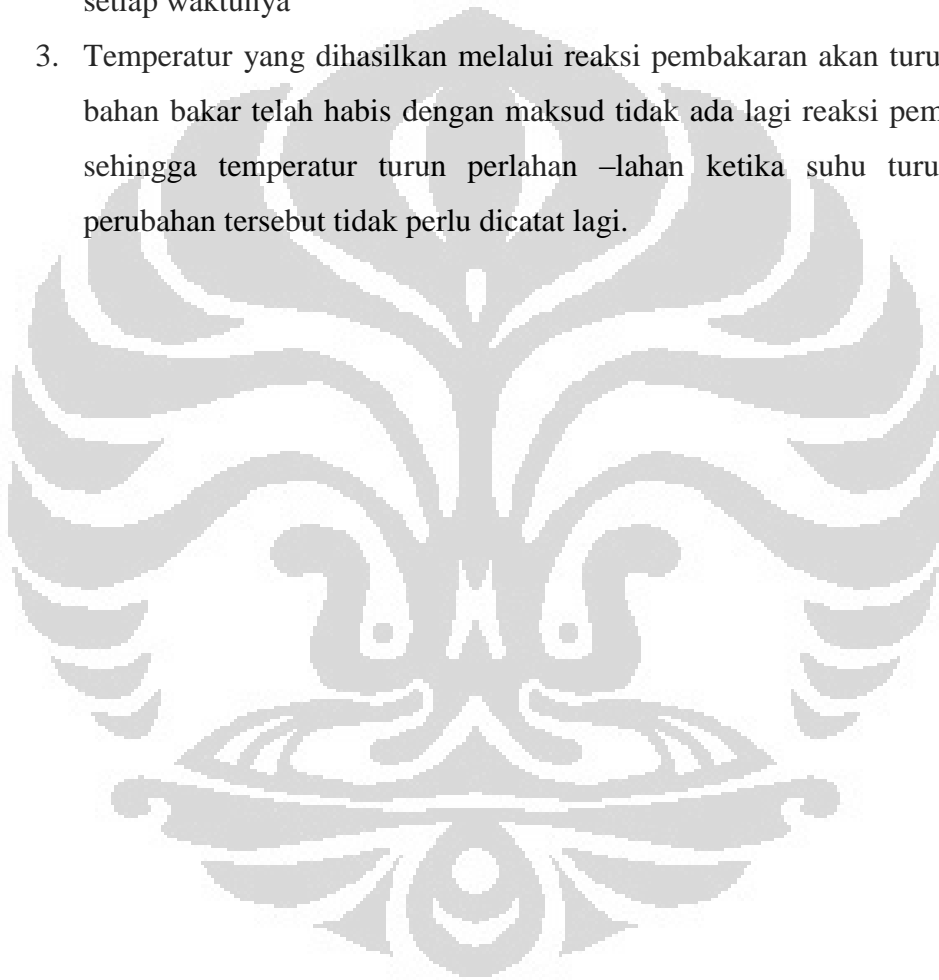 setiap waktunya
3. Temperatur yang dihasilkan melalui reaksi pembakaran akan turu
bahan bakar telah habis dengan maksud tidak ada lagi reaksi pem
sehingga temperatur turun perlahan –lahan ketika suhu turu
perubahan tersebut tidak perlu dicatat lagi.